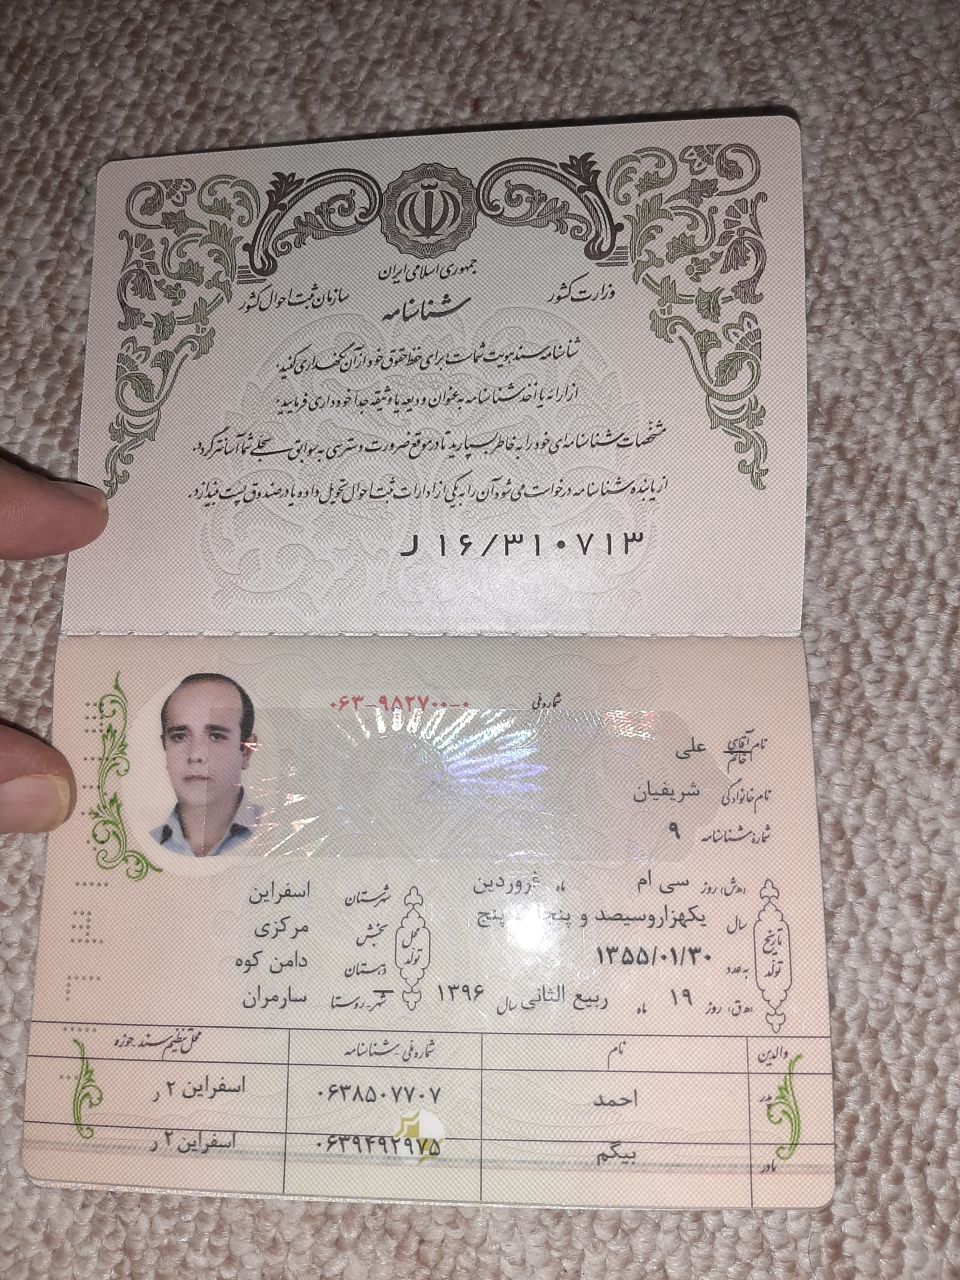 جمهوری اسلامی ایران
وزارت کشور
سازمان ثبت احوال کشور
شناسنامه
شناسنامه سند هویت شماست برای حفظ حقوق خود از آن نگهداری کنید.
از ارائه یا اخذ شناسنامه به عنوان ودیعه یا وثیقه جدا خودداری فرمایید.
مشخصات شناسنامه‌ای خود را به خاطر بسپارید تا در موقع ضرورت دسترسی به سوابق سجلی شما آسانتر گردد.
از یابنده شناسنامه درخواست می شود آن را به یکی از ادارات ثبت احوال تحویل داده یا در صندوق پست بیندازد.
۳۱۰۷۱۳/۱۶ ل
شماره ملی ۰۶۳-۹۸۲۷۰۰-۰
نام آقای خانم علی
نام خانوادگی شریفیان
شماره شناسنامه ۹
تاریخ تولد
(ه.ش) روز سی ام ماه فروردین
سال یکهزاروسیصد و پنجاه پنج
به عدد ۱۳۵۵/۰۱/۳۰
(ه.ق) روز ۱۹ ماه ربیع الثانی سال ۱۳۹۶
محل تولد
شهرستان اسفراین
بخش مرکزی
دهستان دامن کوه
شهر-روستا سارمران
والدین نام شماره ملی-شناسنامه محل تنظیم سند-حوزه
پدر احمد ۰۶۳۸۵۰۷۷۰۷ اسفراین ۲ ر
مادر بیگم ۰۶۳۹۴۹۲۹۷۵ اسفراین ۲ ر